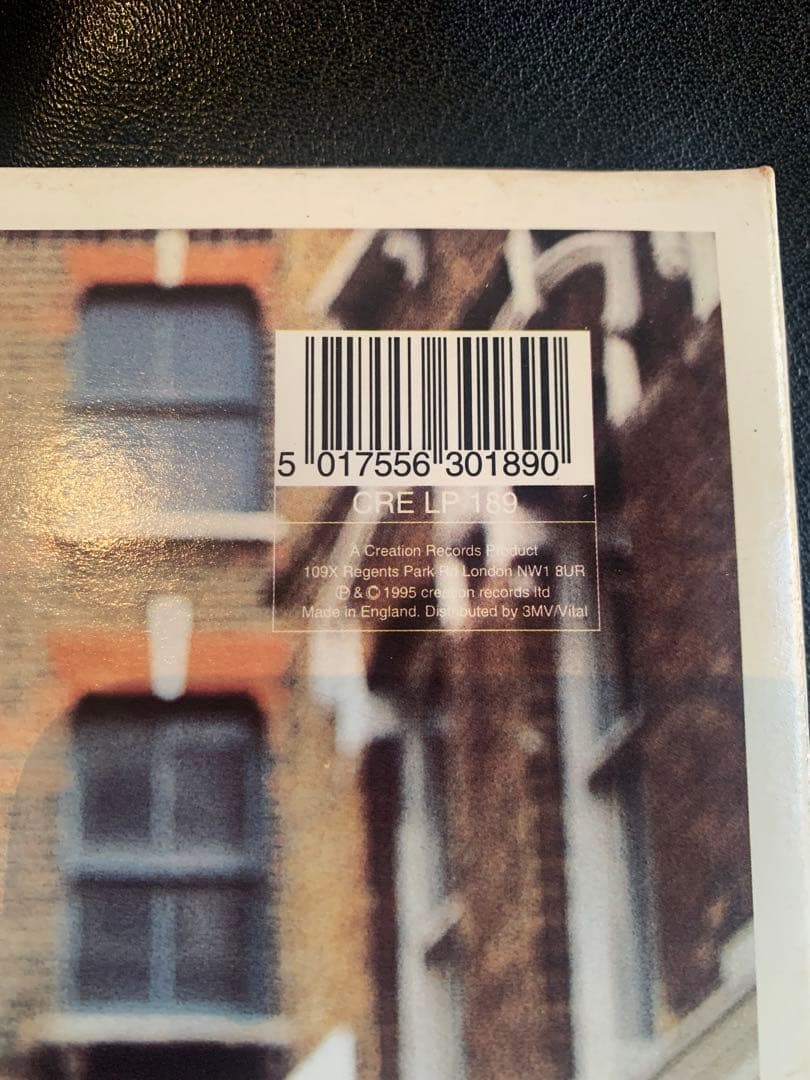 5 017556 301890
CRE LP 189
A Creation Records Product
109X Regents Park Rd London NW1 8UR
℗ & © 1995 creation records ltd
Made in England. Distributed by 3MV/Vital